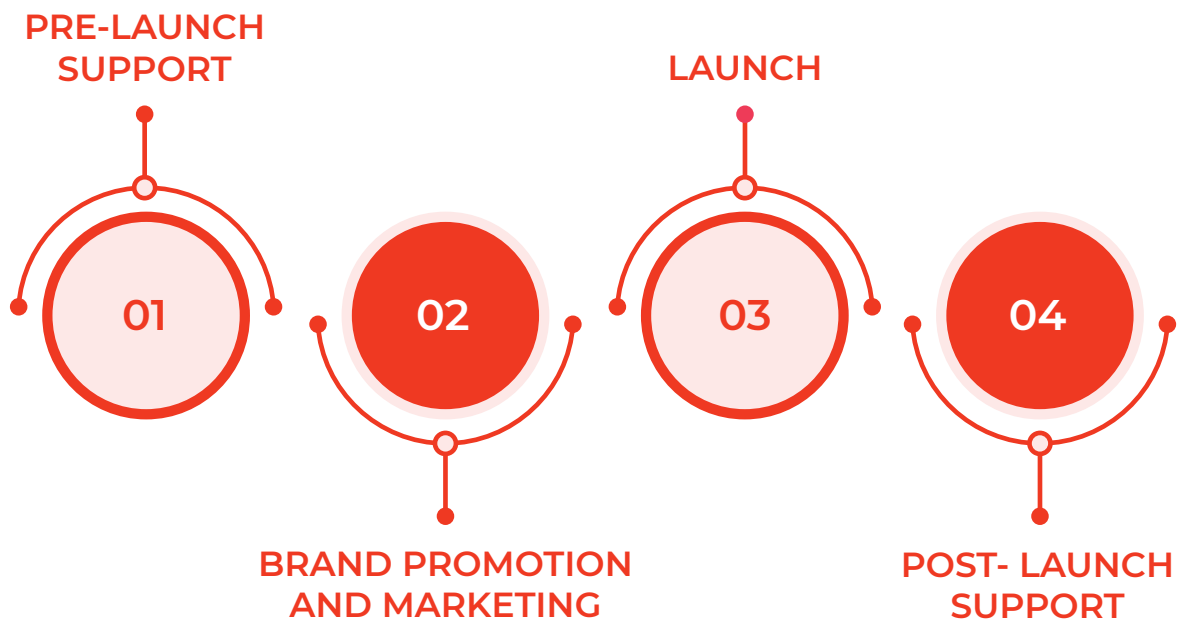 PRE-LAUNCH
SUPPORT
01
BRAND PROMOTION
AND MARKETING
02
LAUNCH
03
POST- LAUNCH
SUPPORT
04